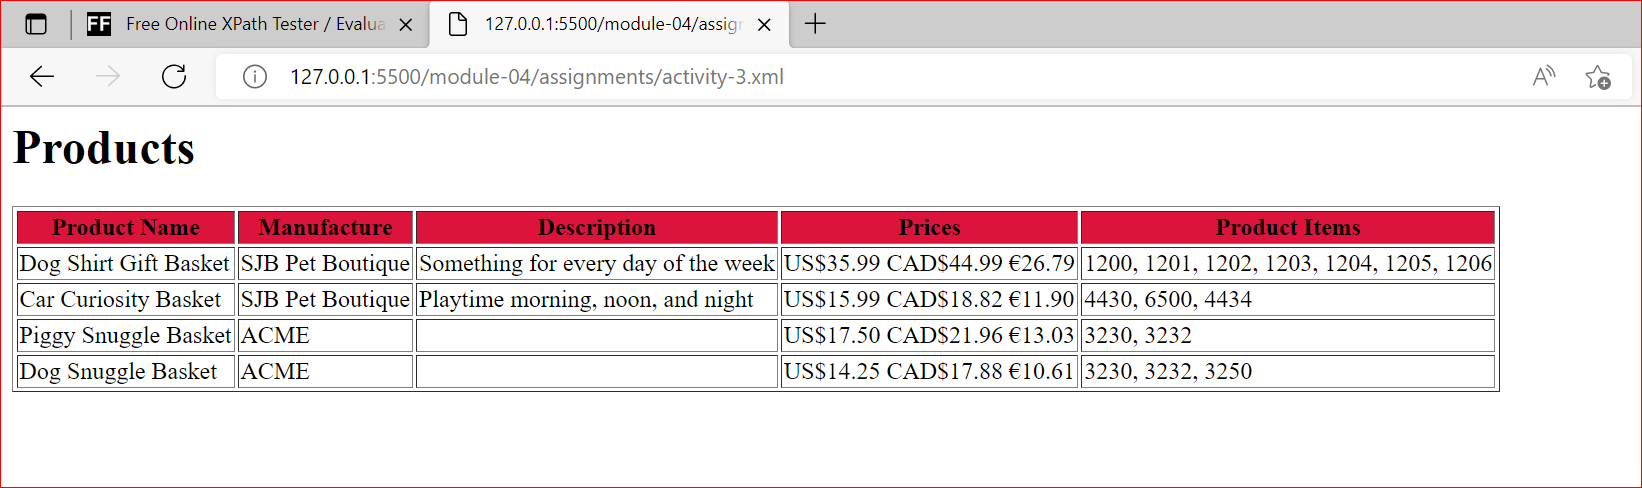 FF Free Online XPath Tester / Evalua 127.0.0.1:5500/module-04/assig
127.0.0.1:5500/module-04/assignments/activity-3.xml
Products
Product Name Manufacture Description Prices Product Items
Dog Shirt Gift Basket SJB Pet Boutique Something for every day of the week US$35.99 CAD$44.99 €26.79 1200, 1201, 1202, 1203, 1204, 1205, 1206
Car Curiosity Basket SJB Pet Boutique Playtime morning, noon, and night US$15.99 CAD$18.82 €11.90 4430, 6500, 4434
Piggy Snuggle Basket ACME US$17.50 CAD$21.96 €13.03 3230, 3232
Dog Snuggle Basket ACME US$14.25 CAD$17.88 €10.61 3230, 3232, 3250